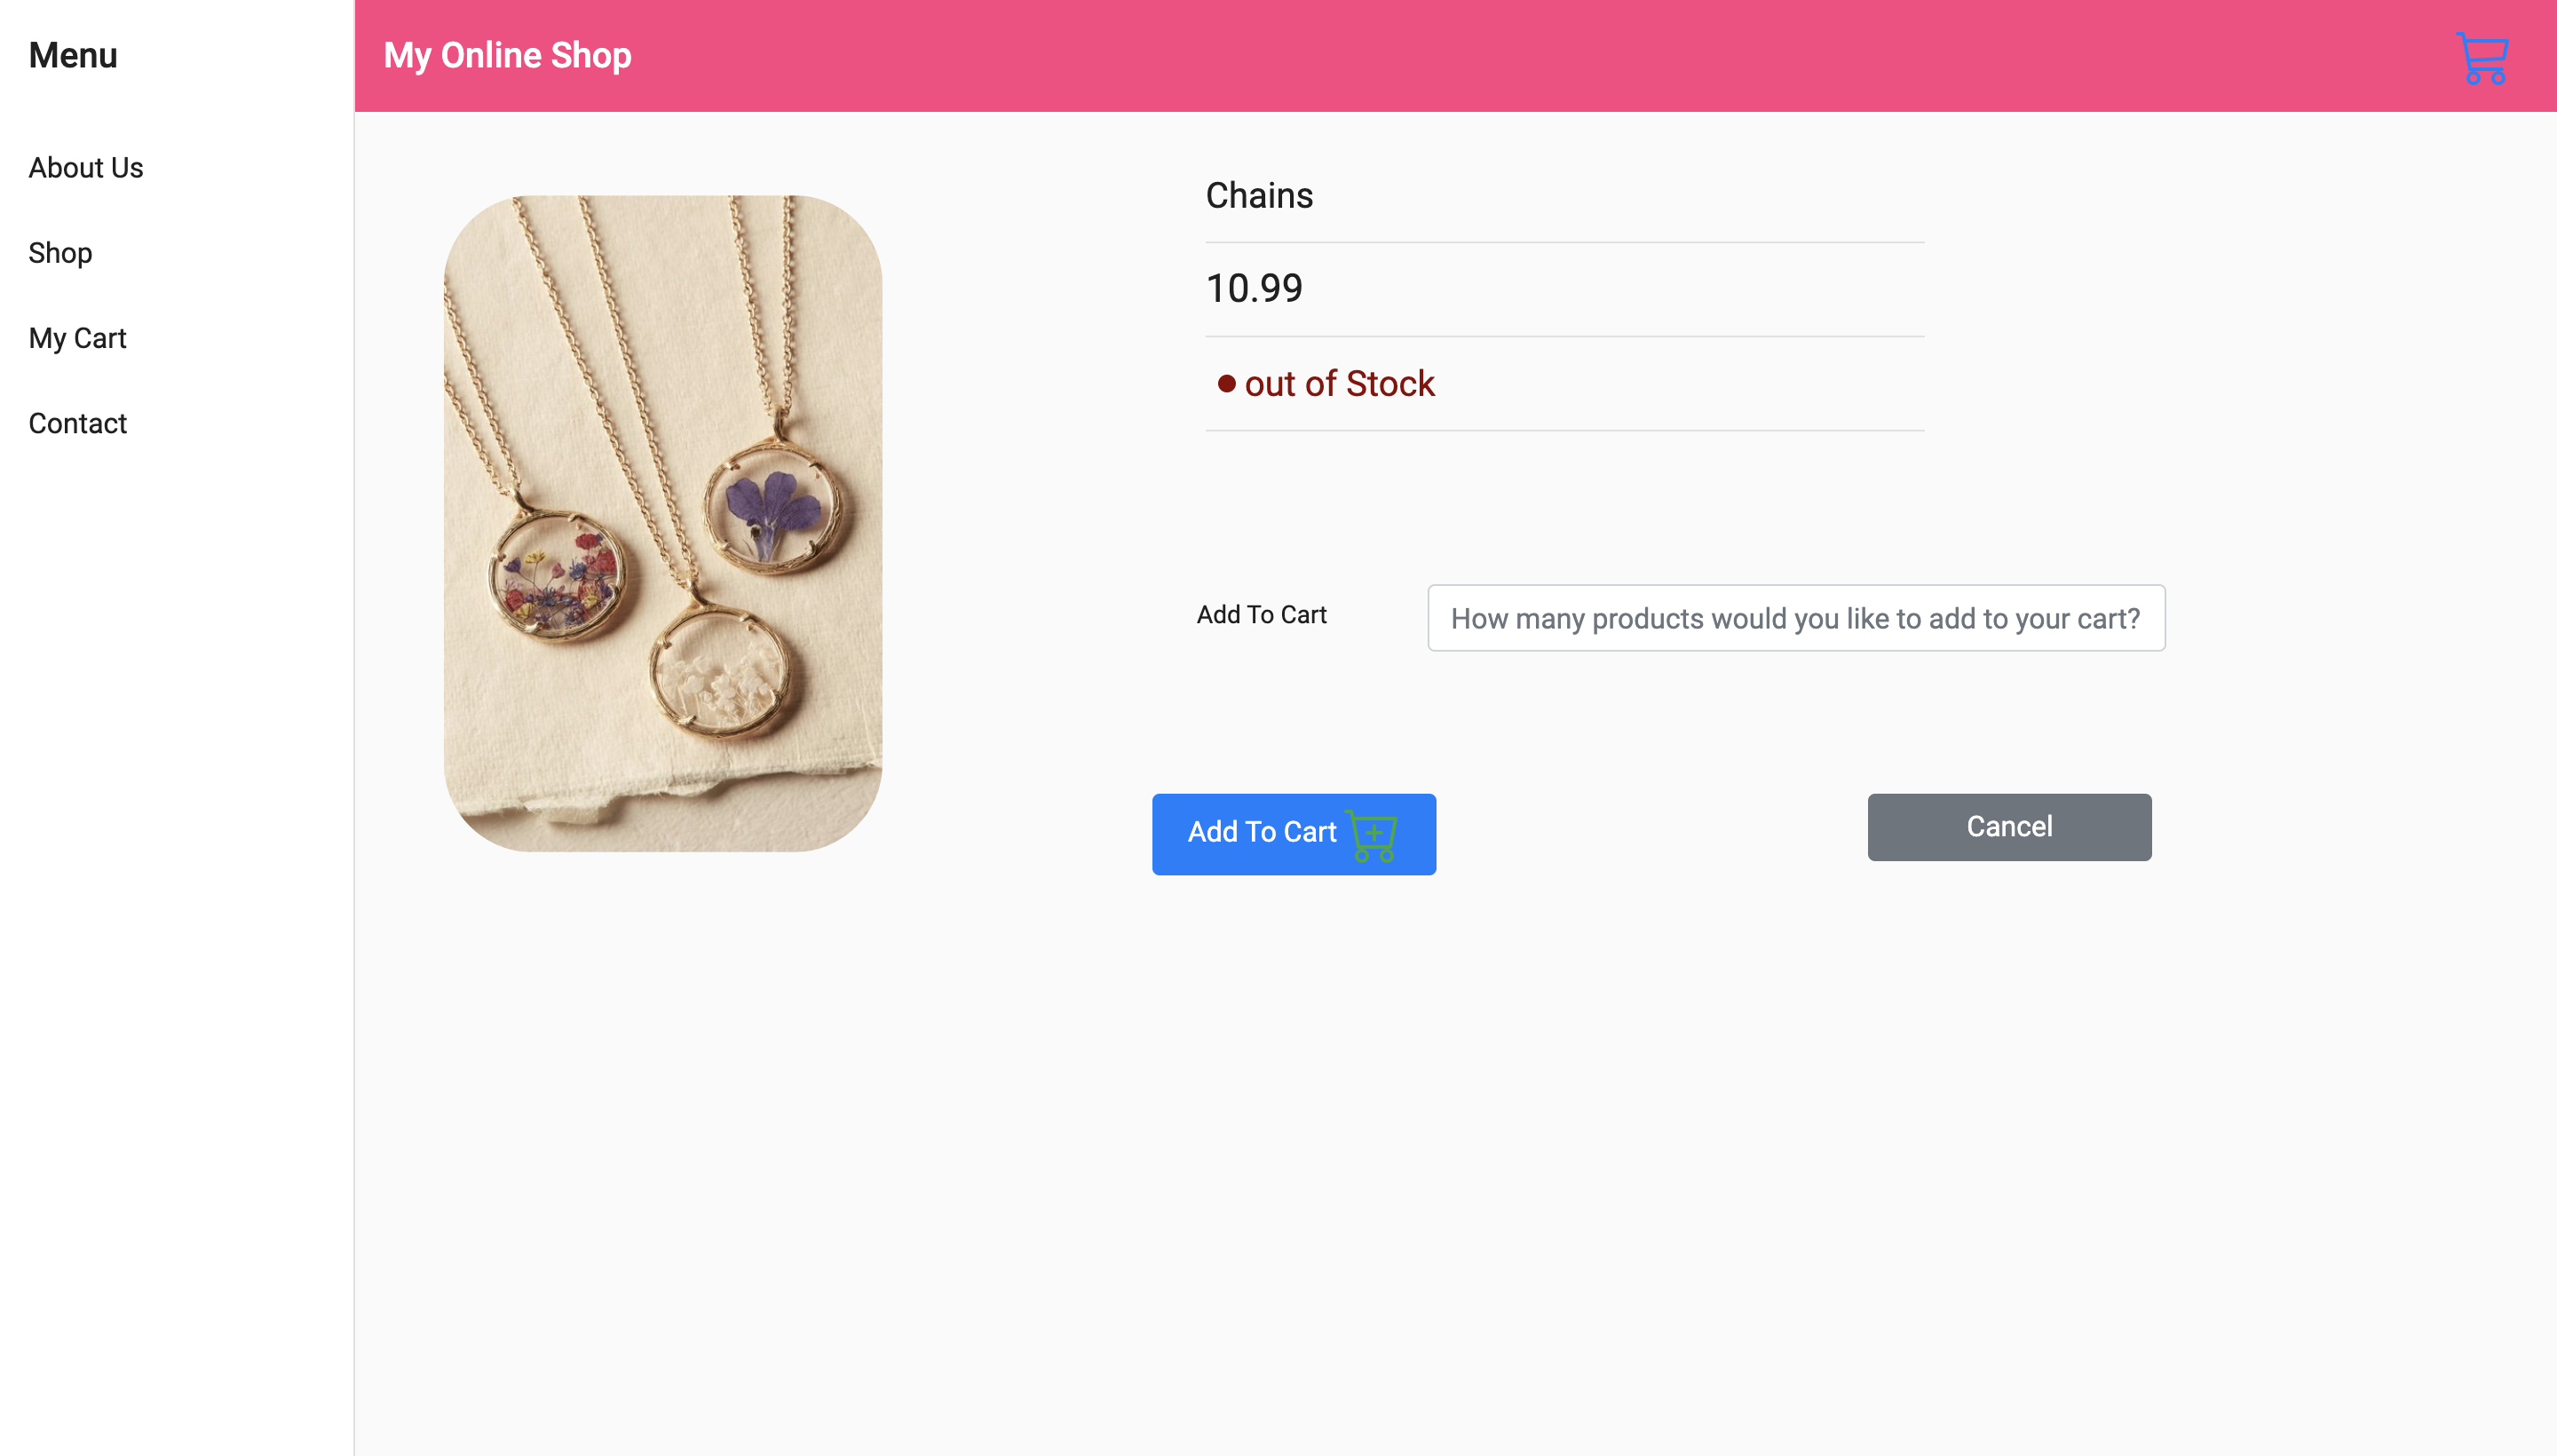 Menu
About Us
Shop
My Cart
Contact
My Online Shop
Chains
10.99
out of Stock
Add To Cart
How many products would you like to add to your cart?
Add To Cart
Cancel